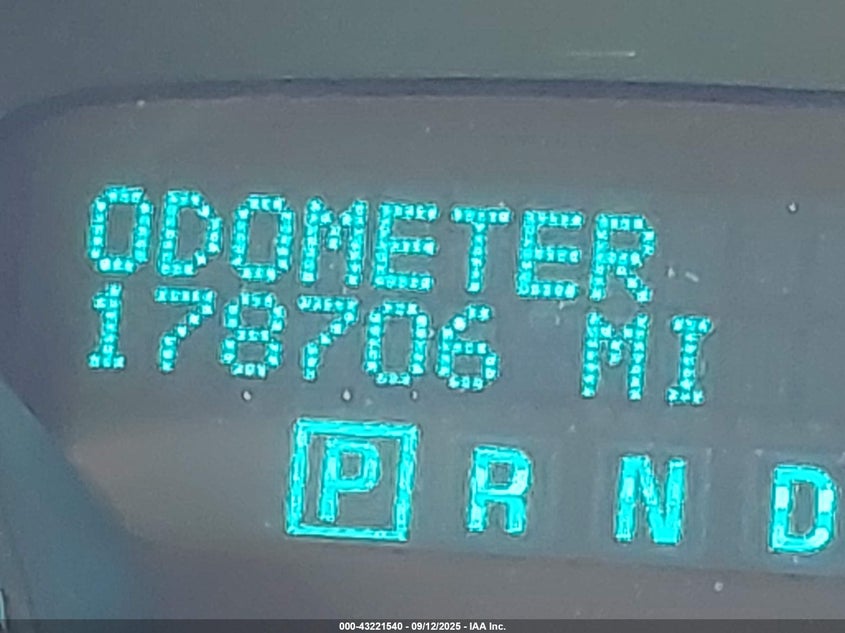 ODOMETER
178706 MI
P R N D
000-43221540 - 09/12/2025 - IAA Inc.